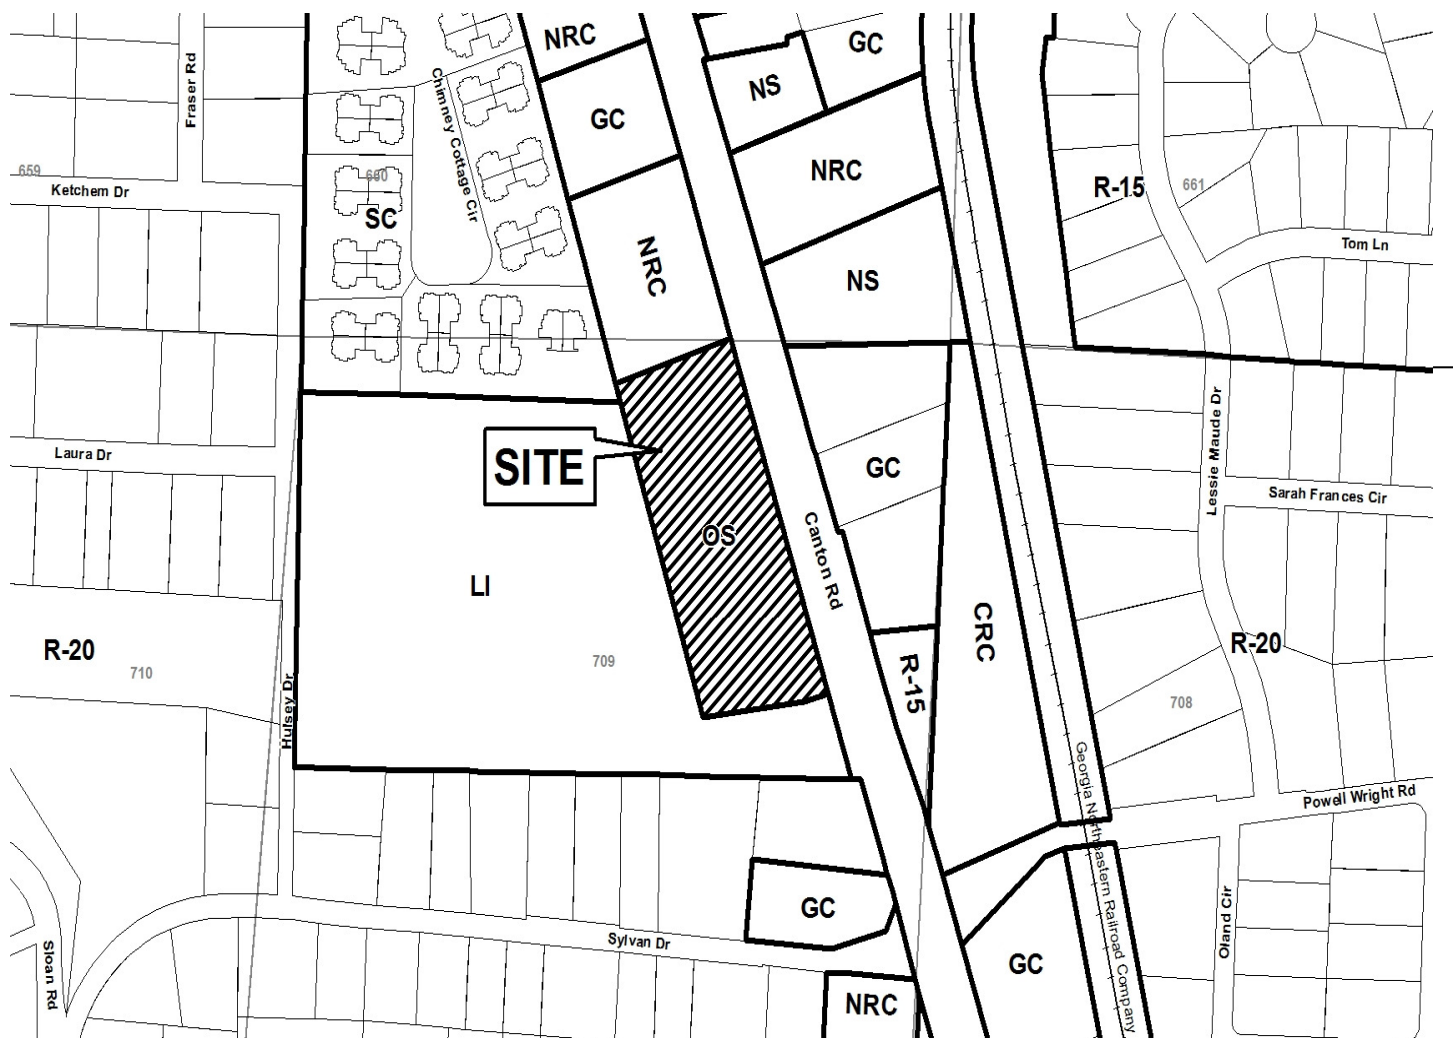 NRC
GC
Fraser Rd
Chimney Cottage Cir
NS
GC
659
Ketchem Dr
660
SC
NRC
R-15
661
Tom Ln
NRC
NS
Laura Dr
SITE
GC
Lessie Maude Dr
Sarah Frances Cir
OS
Canton Rd
LI
R-20
710
709
CRC
R-15
R-20
708
Hulsey Dr
Georgia Northeastern Railroad Company
Powell Wright Rd
GC
Sylvan Dr
Sloan Rd
Oland Cir
GC
NRC